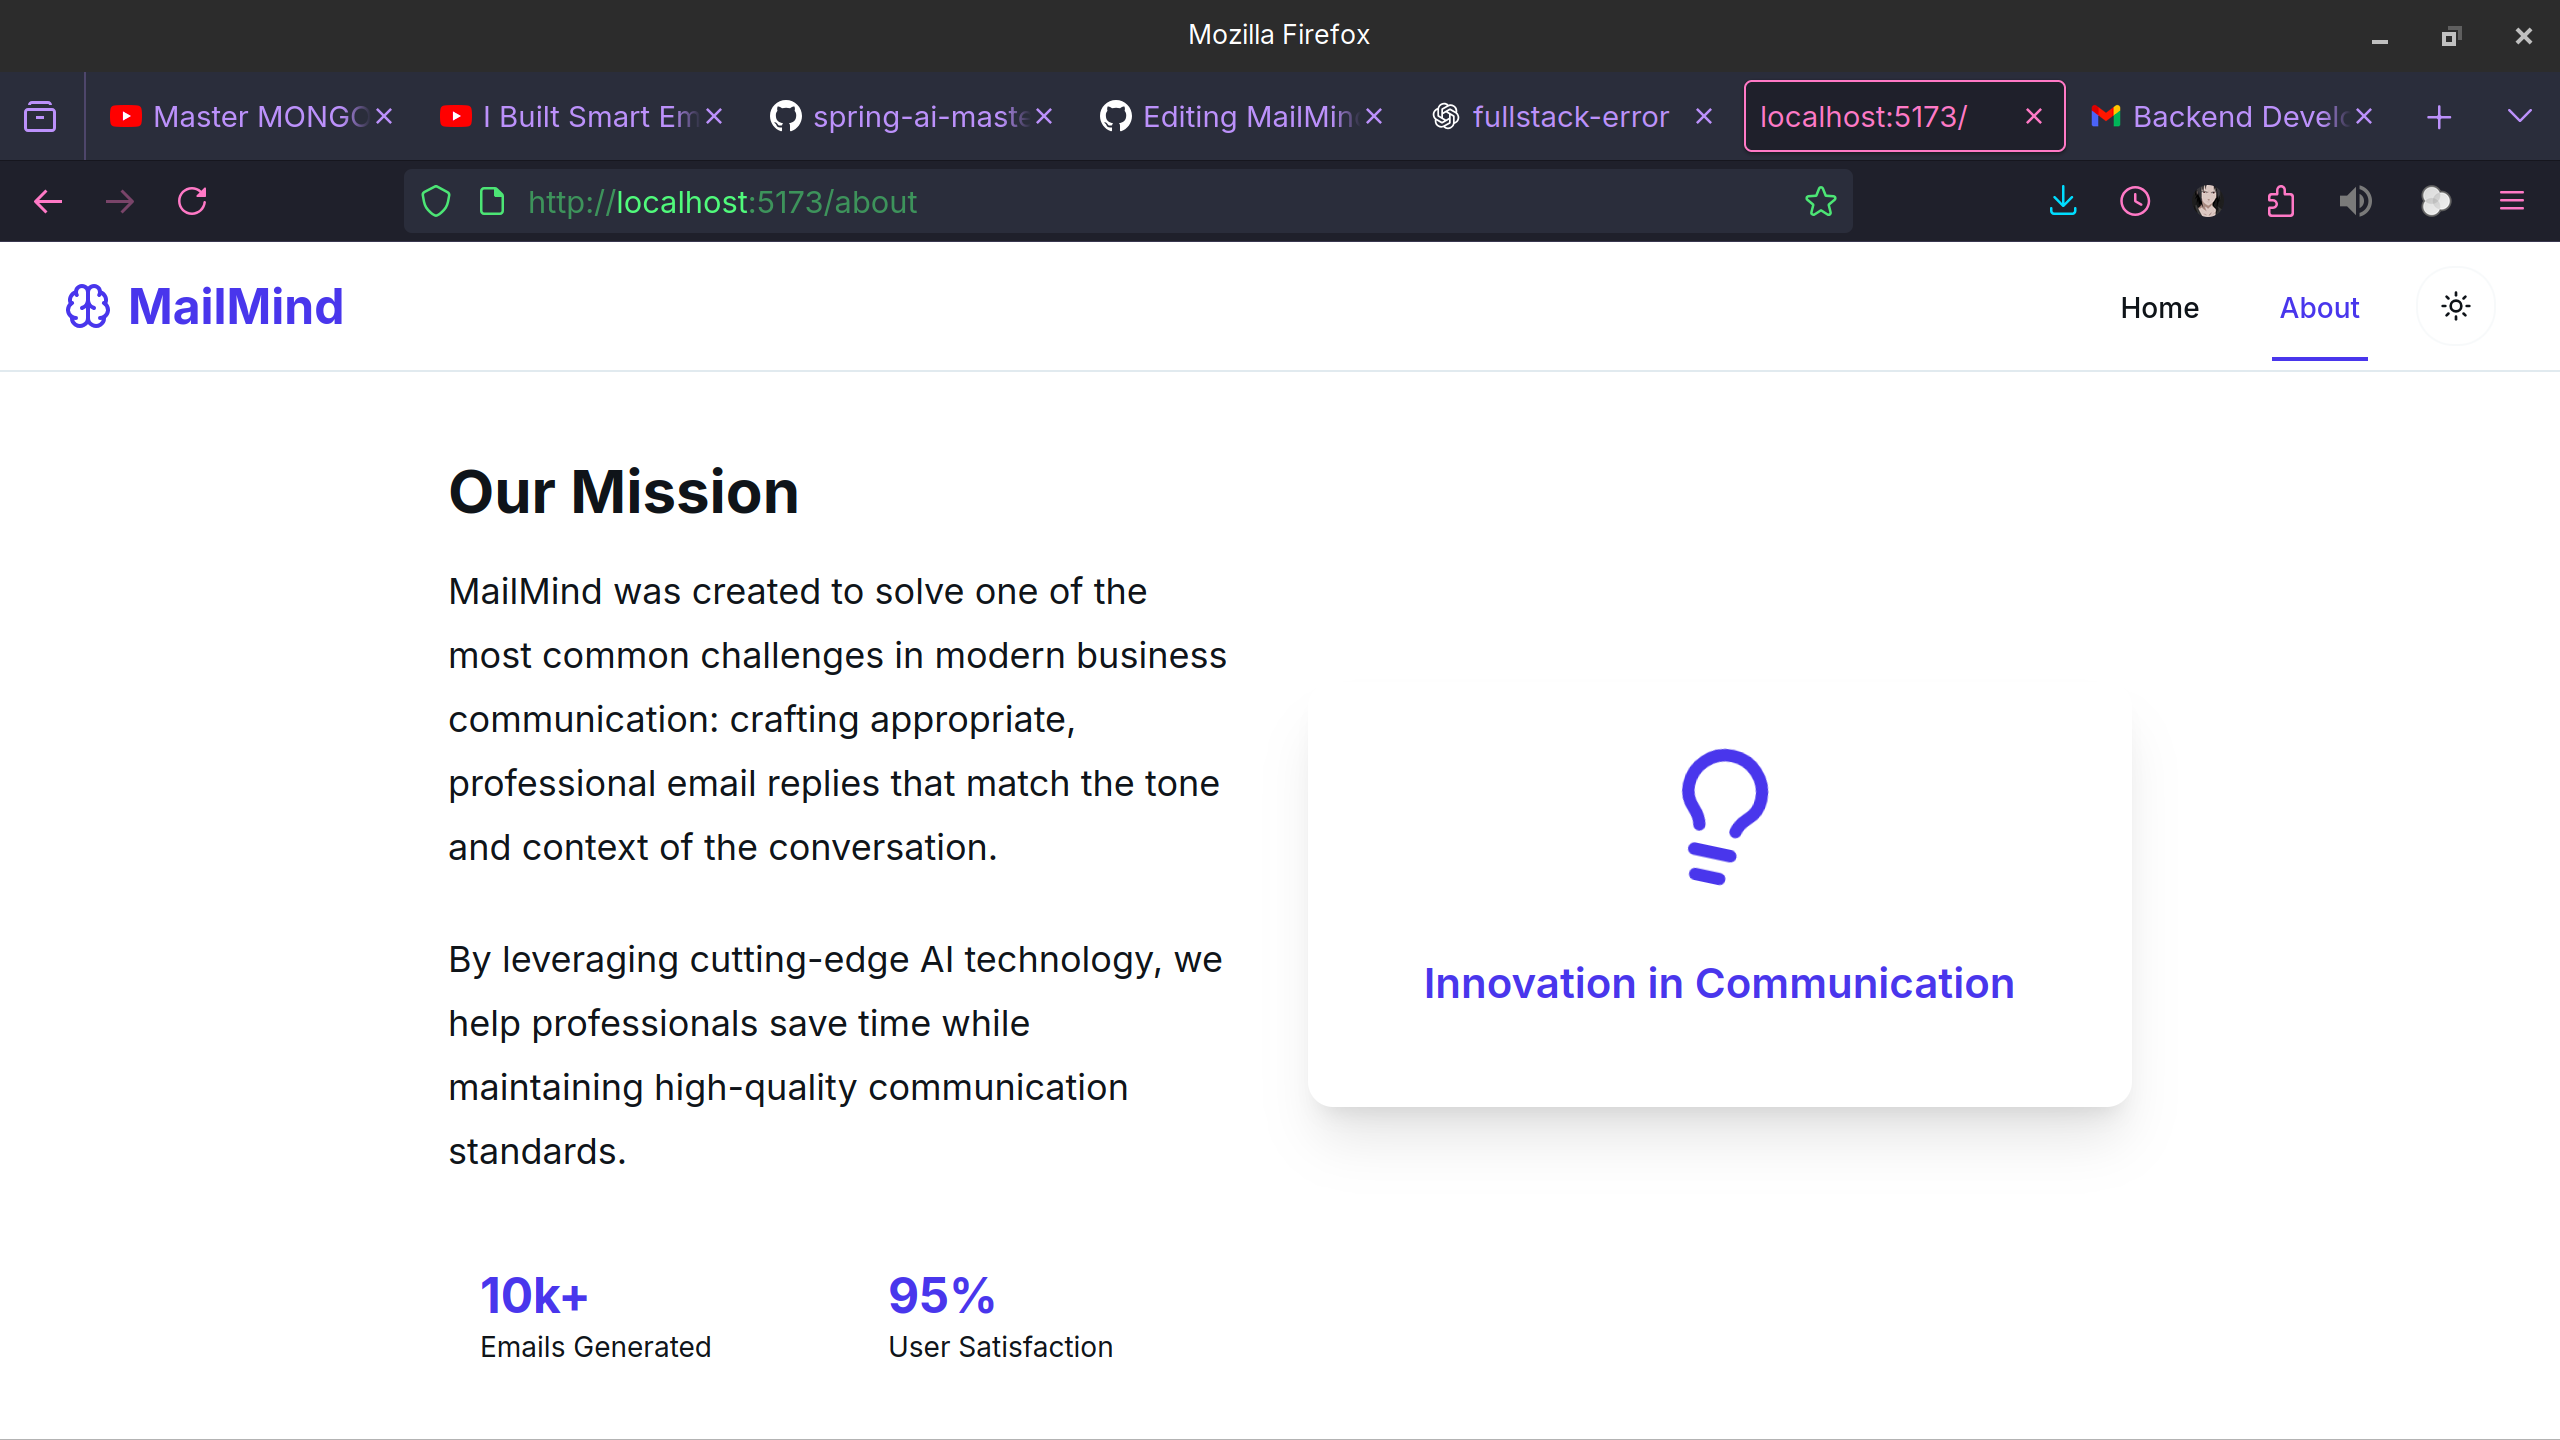 Mozilla Firefox
Master MONGO
I Built Smart Em
spring-ai-maste
Editing MailMin
fullstack-error
localhost:5173/
Backend Develo
http://localhost:5173/about
MailMind
Home
About
Our Mission
MailMind was created to solve one of the
most common challenges in modern business
communication: crafting appropriate,
professional email replies that match the tone
and context of the conversation.
By leveraging cutting-edge AI technology, we
help professionals save time while
maintaining high-quality communication
standards.
Innovation in Communication
10k+
Emails Generated
95%
User Satisfaction